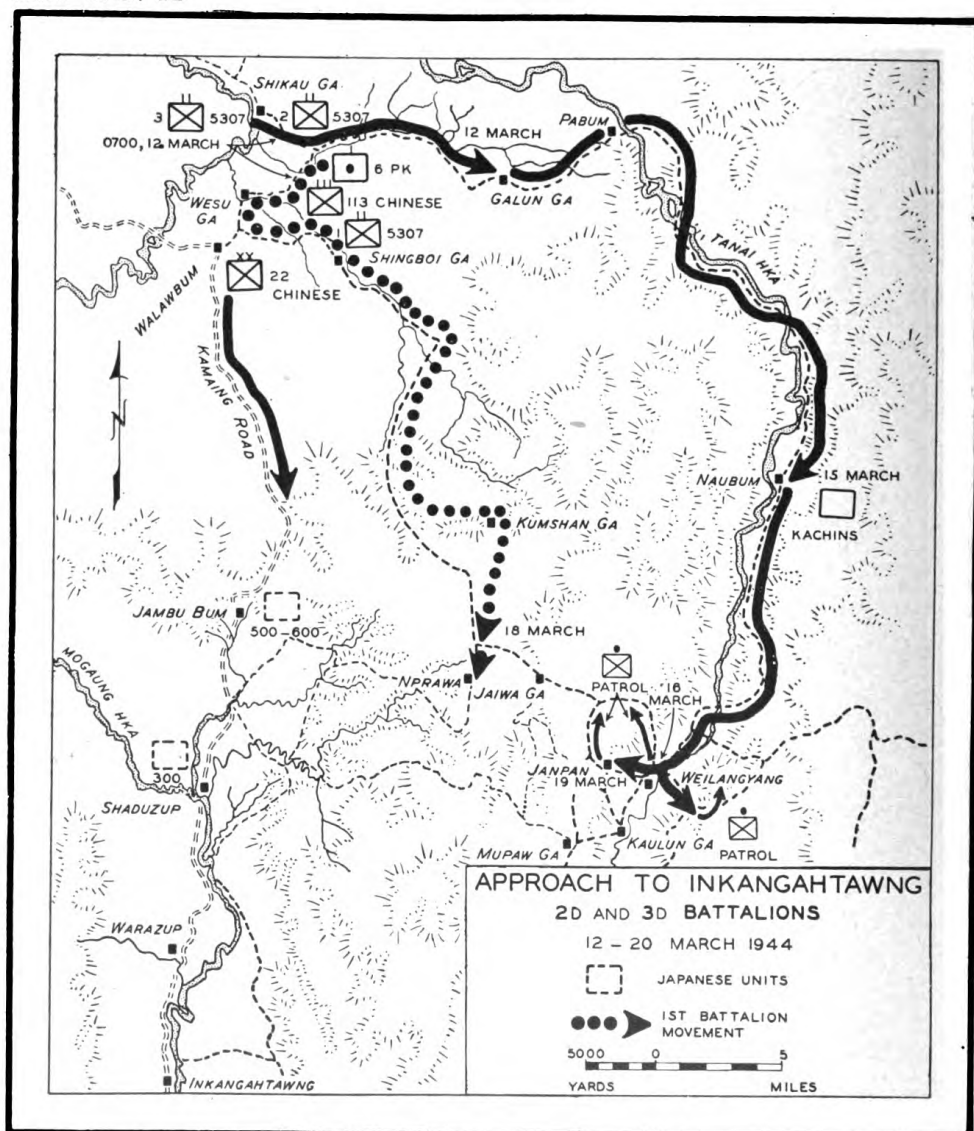 SHIKAU GA
3 5307
2 5307
0700, 12 MARCH
12 MARCH
PABUM
6 PK
GALUN GA
WESU GA
113 CHINESE
1 5307
SHINGBOI GA
TANAI HKA
WALAWBUM
22 CHINESE
KAMAING ROAD
N
NAUBUM
15 MARCH
KACHINS
KUMSHAN GA
JAMBU BUM
500-600
18 MARCH
MOGAUNG HKA
NPRAWA
JAIWA GA
PATROL
16 MARCH
300
JANPAN
19 MARCH
WEILANGYANG
SHADUZUP
KAULUN GA
PATROL
MUPAW GA
WARAZUP
INKANGAHTAWNG
APPROACH TO INKANGAHTAWNG
2D AND 3D BATTALIONS
12 – 20 MARCH 1944
JAPANESE UNITS
1ST BATTALION
MOVEMENT
5000 0 5
YARDS MILES